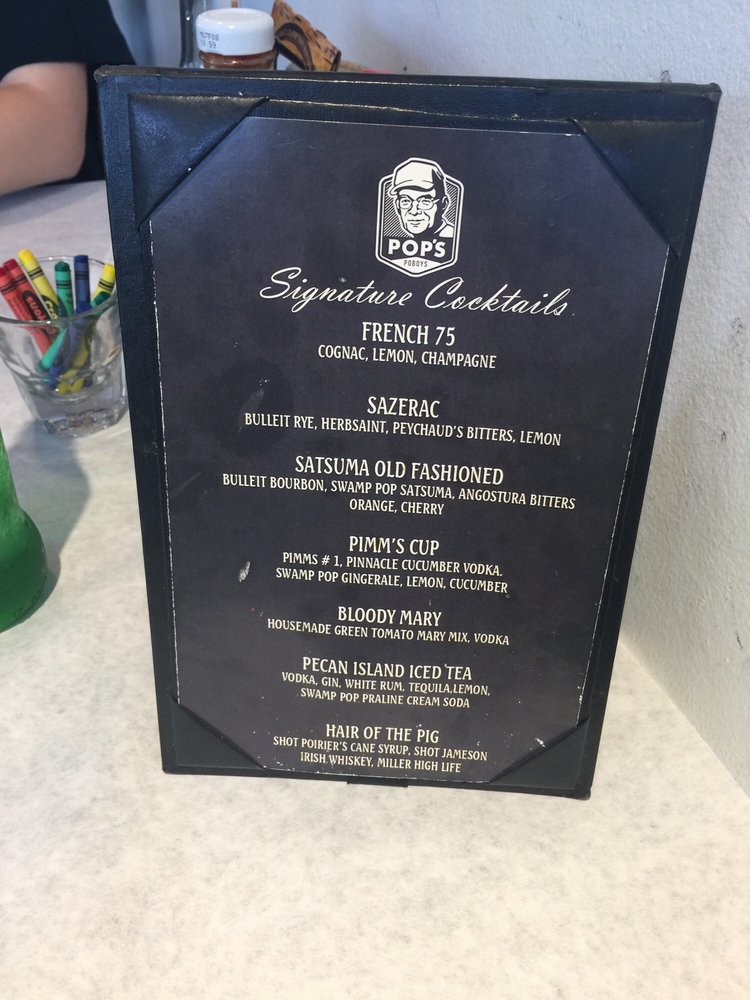 POP'S
POBOYS
Signature Cocktails
FRENCH 75
COGNAC, LEMON, CHAMPAGNE
SAZERAC
BULLEIT RYE, HERBSAINT, PEYCHAUD'S BITTERS, LEMON
SATSUMA OLD FASHIONED
BULLEIT BOURBON, SWAMP POP SATSUMA, ANGOSTURA BITTERS
ORANGE, CHERRY
PIMM'S CUP
PIMMS # 1, PINNACLE CUCUMBER VODKA.
SWAMP POP GINGERALE, LEMON, CUCUMBER
BLOODY MARY
HOUSEMADE GREEN TOMATO MARY MIX, VODKA
PECAN ISLAND ICED TEA
VODKA, GIN, WHITE RUM, TEQUILA,LEMON,
SWAMP POP PRALINE CREAM SODA
HAIR OF THE PIG
SHOT POIRIER'S CANE SYRUP, SHOT JAMESON
IRISH WHISKEY, MILLER HIGH LIFE